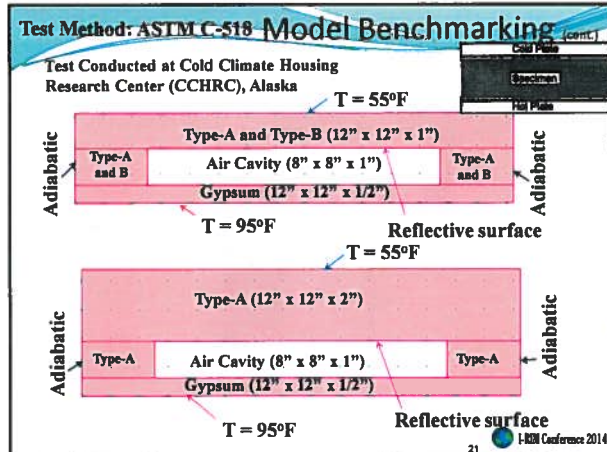 Test Method: ASTM C-518 Model Benchmarking (cont.)
Cold Plate
Specimen
Hot Plate
Test Conducted at Cold Climate Housing
Research Center (CCHRC), Alaska
T = 55°F
Type-A and Type-B (12” x 12” x 1”)
Adiabatic
Type-A
and B
Air Cavity (8” x 8” x 1”)
Type-A
and B
Adiabatic
Gypsum (12” x 12” x 1/2”)
T = 95°F
Reflective surface
T = 55°F
Type-A (12” x 12” x 2”)
Adiabatic
Type-A
Air Cavity (8” x 8” x 1”)
Type-A
Adiabatic
Gypsum (12” x 12” x 1/2”)
T = 95°F
Reflective surface
21
I-RIM Conference 2014